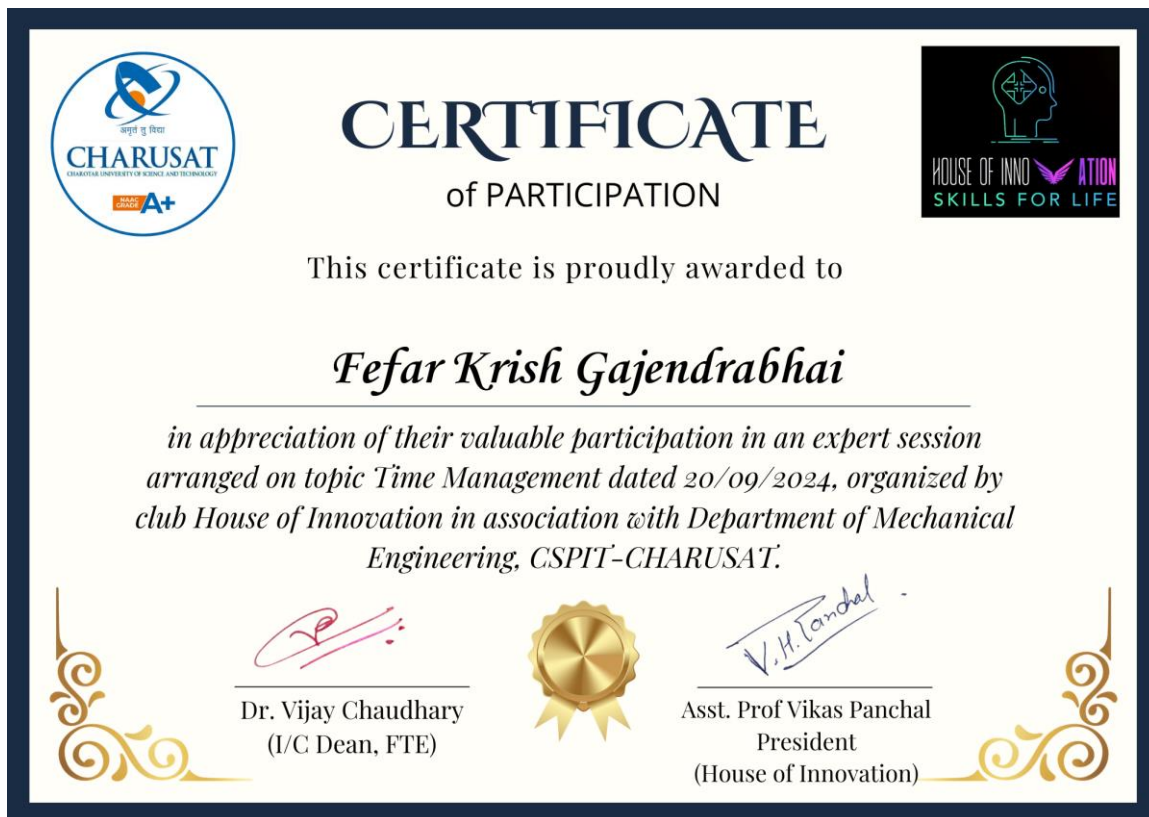 अमृतं तु विद्या
CHARUSAT
CHAROTAR UNIVERSITY OF SCIENCE AND TECHNOLOGY
NAAC
GRADE A+
CERTIFICATE
of PARTICIPATION
HOUSE OF INNOVATION
SKILLS FOR LIFE
This certificate is proudly awarded to
Fefar Krish Gajendrabhai
in appreciation of their valuable participation in an expert session
arranged on topic Time Management dated 20/09/2024, organized by
club House of Innovation in association with Department of Mechanical
Engineering, CSPIT-CHARUSAT.
V.H.Panchal
Dr. Vijay Chaudhary
(I/C Dean, FTE)
Asst. Prof Vikas Panchal
President
(House of Innovation)